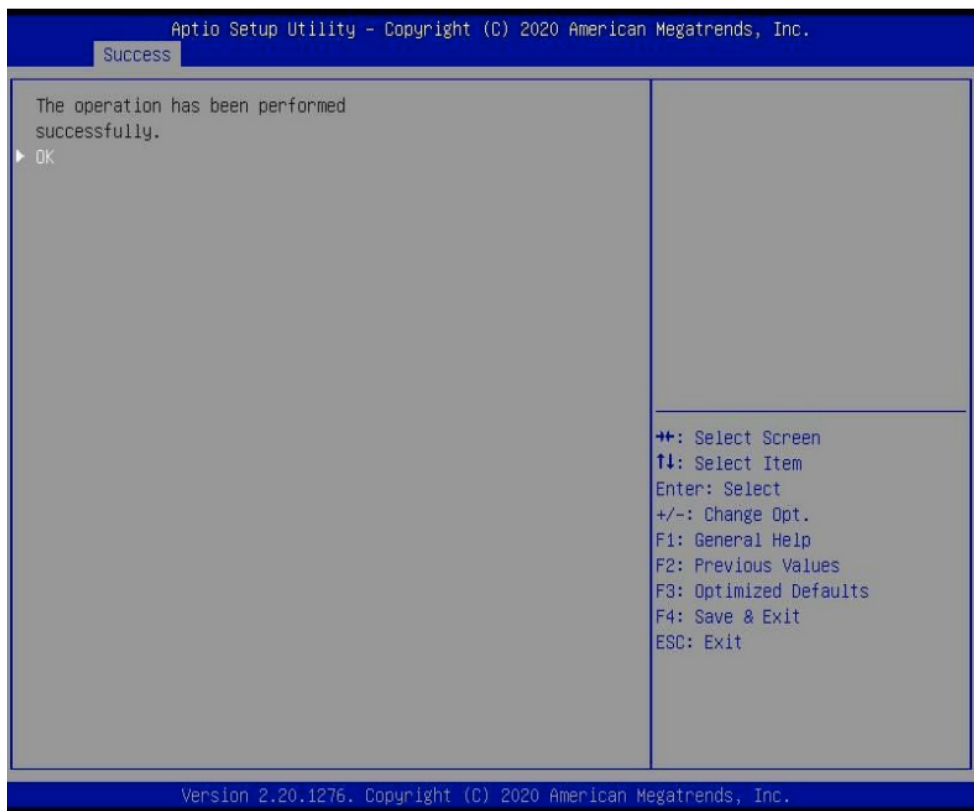 Aptio Setup Utility – Copyright (C) 2020 American Megatrends, Inc.
Success
The operation has been performed
successfully.
▶ OK
→←: Select Screen
↑↓: Select Item
Enter: Select
+/-: Change Opt.
F1: General Help
F2: Previous Values
F3: Optimized Defaults
F4: Save & Exit
ESC: Exit
Version 2.20.1276. Copyright (C) 2020 American Megatrends, Inc.